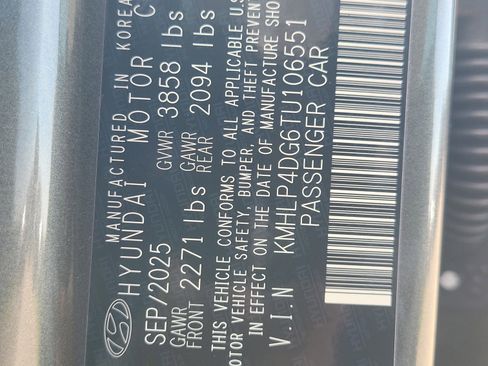 MANUFACTURED IN KOREA
HYUNDAI MOTOR C
SEP/2025 GVWR 3858 lbs
GAWR FRONT 2271 lbs GAWR REAR 2094 lbs
THIS VEHICLE CONFORMS TO ALL APPLICABLE U.S
MOTOR VEHICLE SAFETY, BUMPER, AND THEFT PREVENT
IN EFFECT ON THE DATE OF MANUFACTURE SHO
V.I.N KMHLP4DG6TU106551
PASSENGER CAR